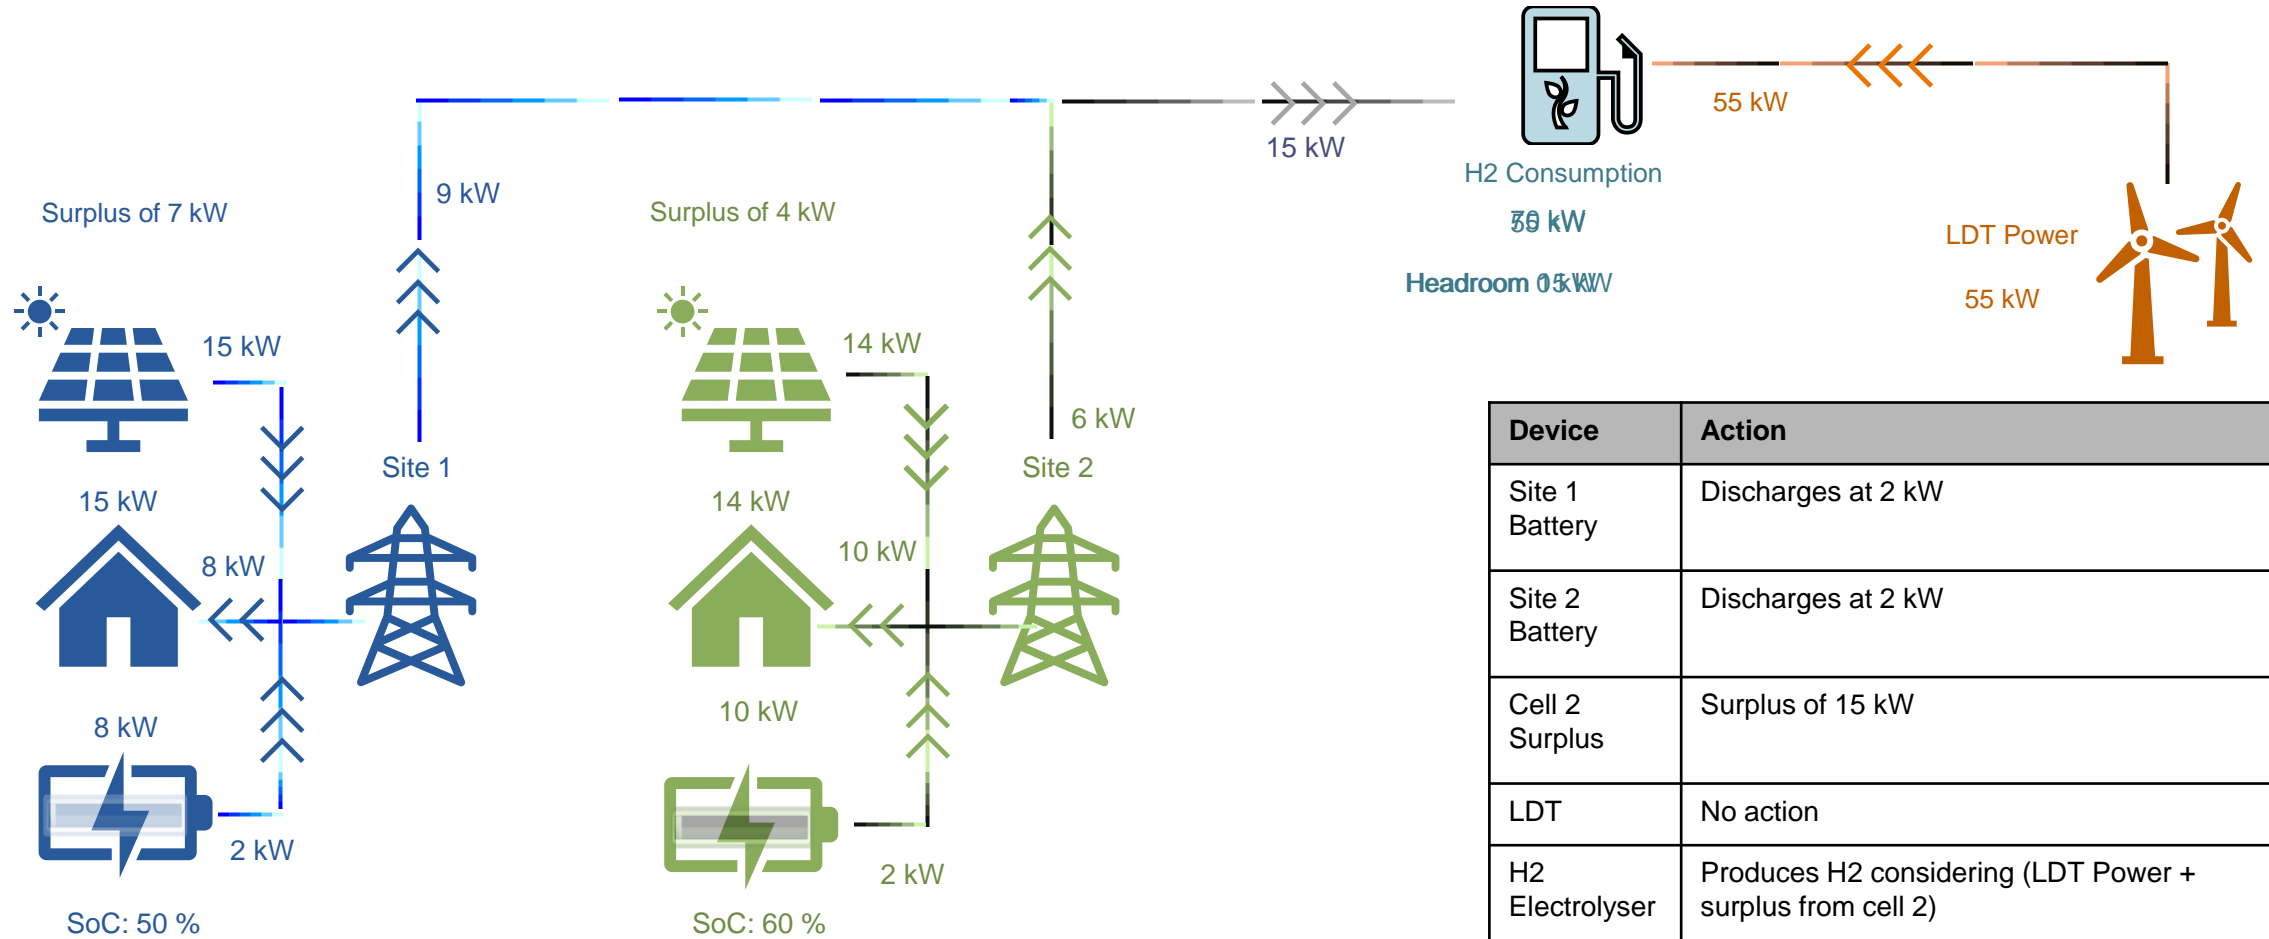 55 kW
15 kW
H2 Consumption
9 kW
Surplus of 7 kW
Surplus of 4 kW
LDT Power
Headroom
55 kW
15 kW
14 kW
6 kW
Site 1
Site 2
15 kW
14 kW
8 kW
10 kW
8 kW
10 kW
2 kW
2 kW
SoC: 50 %
SoC: 60 %
Device Action
Site 1 Discharges at 2 kW
Battery
Site 2 Discharges at 2 kW
Battery
Cell 2 Surplus of 15 kW
Surplus
LDT No action
H2 Produces H2 considering (LDT Power +
Electrolyser surplus from cell 2)